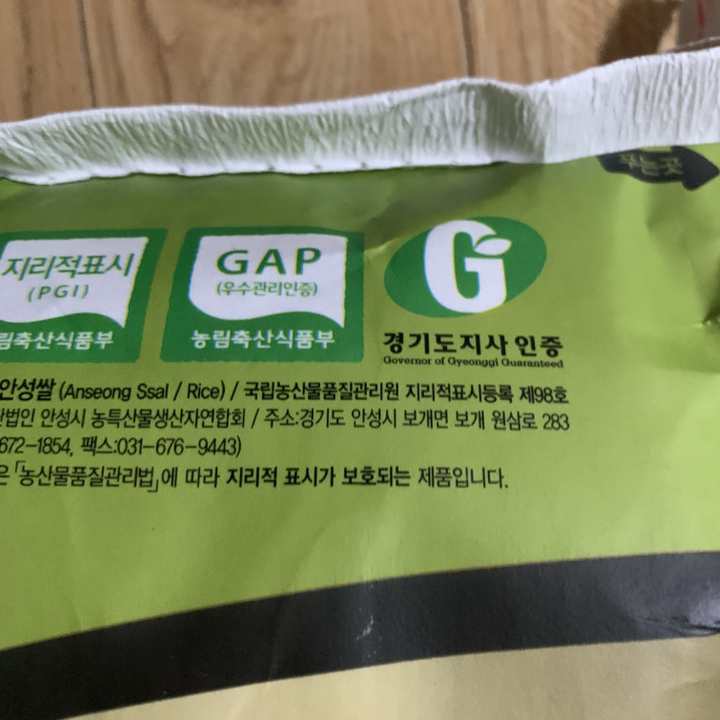 뜨는곳
지리적표시
(PGI)
림축산식품부
GAP
(우수관리인증)
농림축산식품부
G
경기도지사 인증
Governor of Gyeonggi Guaranteed
안성쌀 (Anseong Ssal / Rice) / 국립농산물품질관리원 지리적표시등록 제98호
법인 안성시 농특산물생산자연합회 / 주소:경기도 안성시 보개면 보개 원삼로 283
672-1854, 팩스:031-676-9443)
은 「농산물품질관리법」에 따라 지리적 표시가 보호되는 제품입니다.